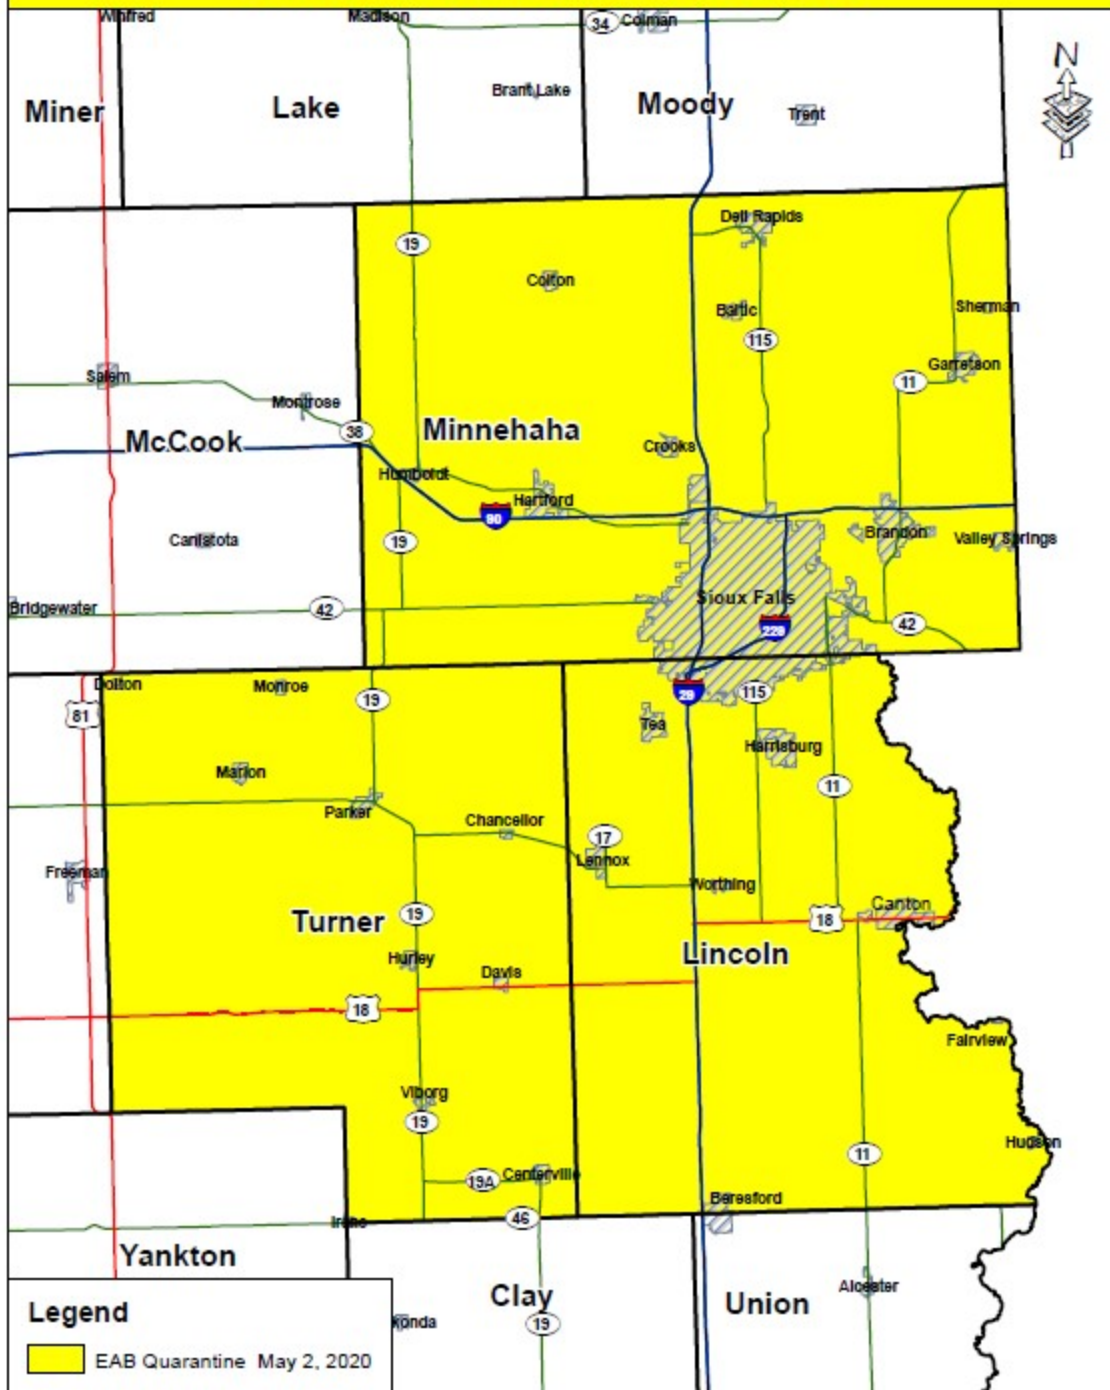 Winfred
Madison
34
Colman
N
Brant Lake
Miner
Lake
Moody
Trent
Dell Rapids
19
Colton
Baltic
Sherman
115
Garretson
Salem
11
Montrose
38
Minnehaha
McCook
Crooks
Humboldt
Hartford
90
Brandon
Canistota
19
Valley Springs
Sioux Falls
Bridgewater
42
42
229
Dolton
Monroe
19
29
115
81
Tea
Harrisburg
Marion
11
Parker
Chancellor
17
Lennox
Freeman
Worthing
Canton
19
18
Turner
Lincoln
Hurley
Davis
18
Fairview
Viborg
19
Hudson
11
Centerville
19A
Beresford
46
Irene
Yankton
Alcester
Clay
Union
Legend
konda
19
EAB Quarantine May 2, 2020